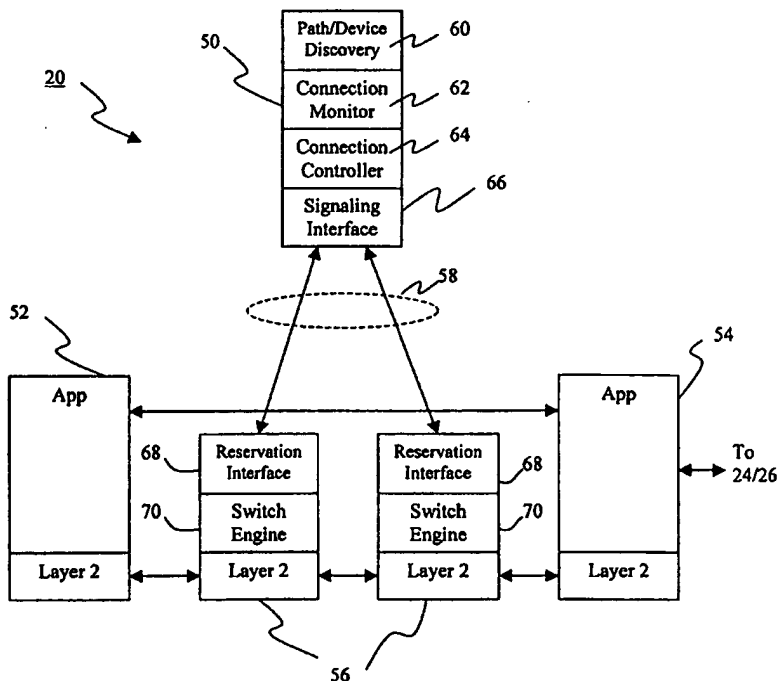 Path/Device
Discovery
60
50
20
Connection
Monitor
62
Connection
Controller
64
Signaling
Interface
66
58
52
54
App
App
Reservation
Interface
68
Reservation
Interface
68
To
24/26
70
Switch
Engine
Switch
Engine
70
Layer 2
Layer 2
Layer 2
Layer 2
56